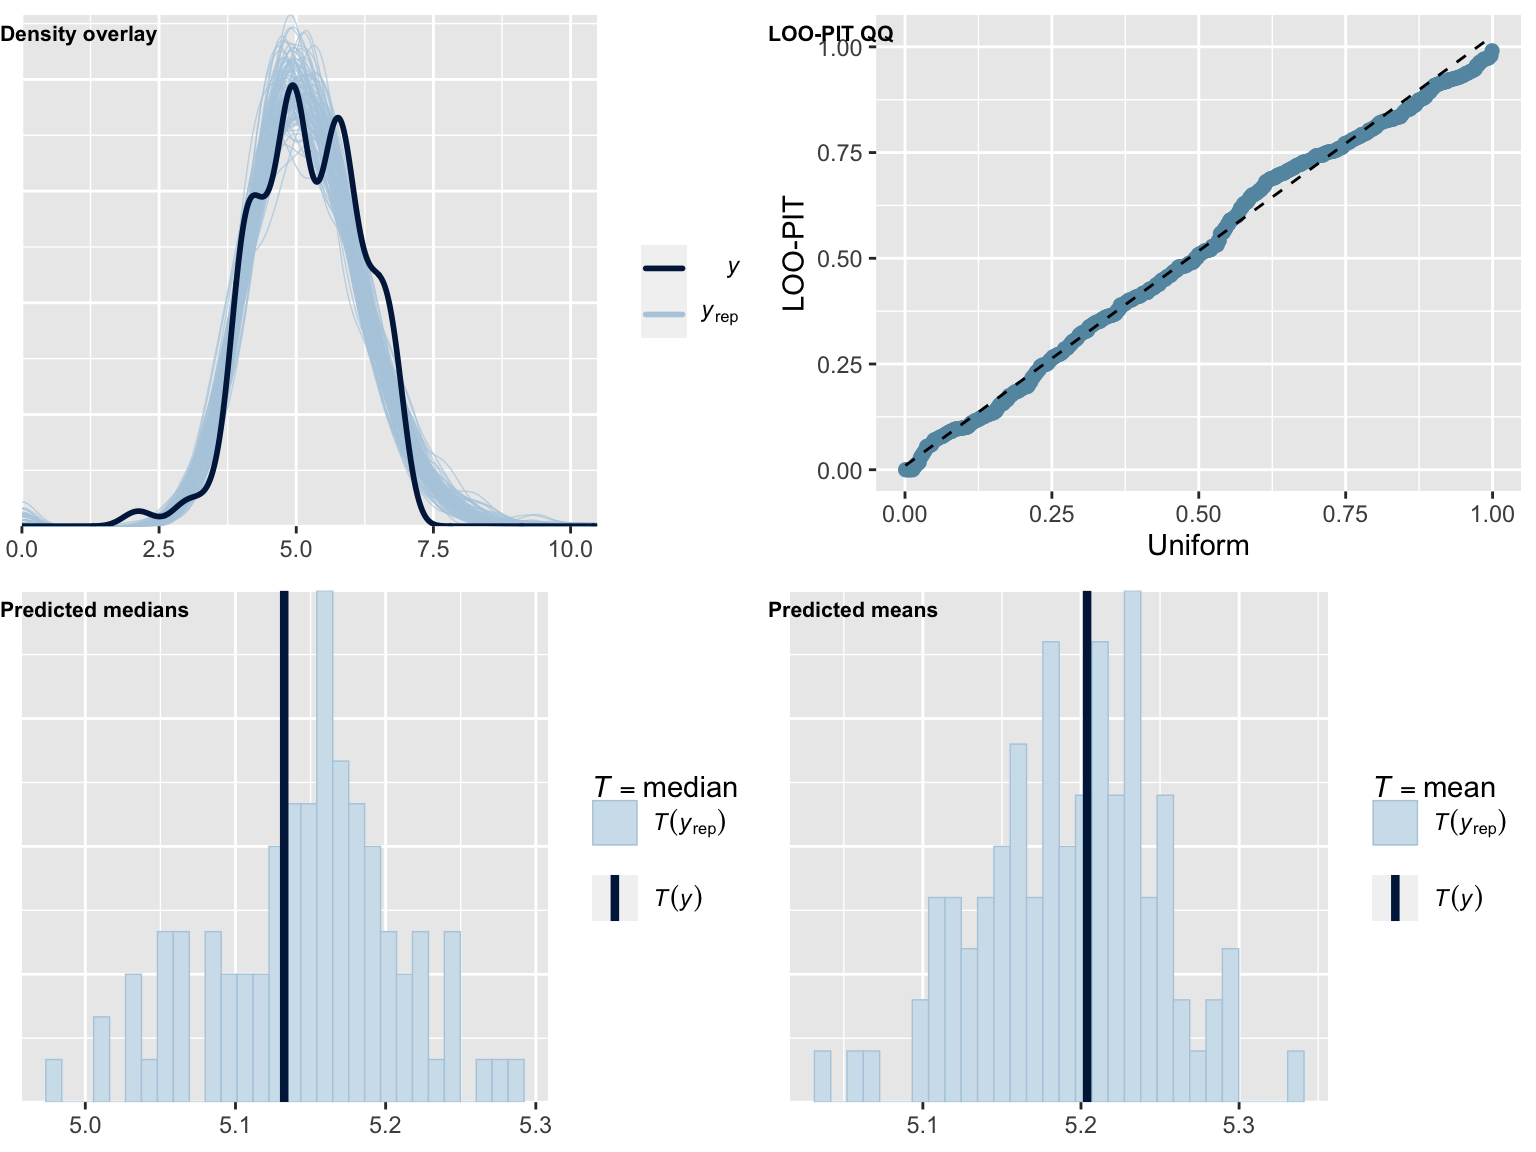 Density overlay
y
yrep
0.0 2.5 5.0 7.5 10.0
LOO-PIT QQ
LOO-PIT
1.00
0.75
0.50
0.25
0.00
0.00 0.25 0.50 0.75 1.00
Uniform
Predicted medians
T = median
T(yrep)
T(y)
5.0 5.1 5.2 5.3
Predicted means
T = mean
T(yrep)
T(y)
5.1 5.2 5.3